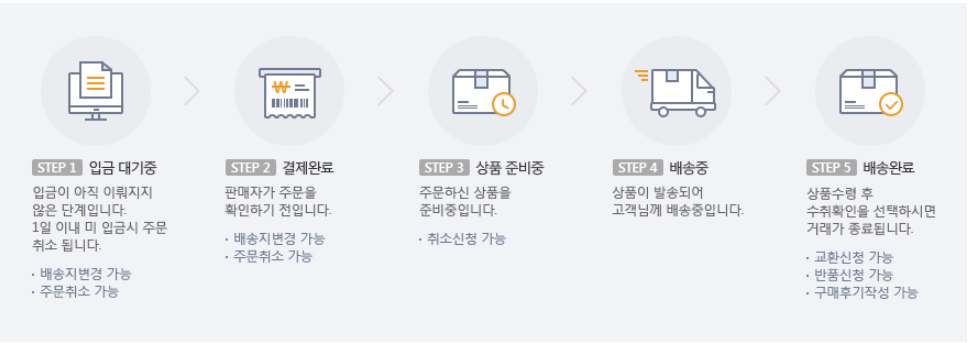 STEP 1 입금 대기중
입금이 아직 이뤄지지
않은 단계입니다.
1일 이내 미 입금시 주문
취소 됩니다.
· 배송지변경 가능
· 주문취소 가능
₩
STEP 2 결제완료
판매자가 주문을
확인하기 전입니다.
· 배송지변경 가능
· 주문취소 가능
STEP 3 상품 준비중
주문하신 상품을
준비중입니다.
· 취소신청 가능
STEP 4 배송중
상품이 발송되어
고객님께 배송중입니다.
STEP 5 배송완료
상품수령 후
수취확인을 선택하시면
거래가 종료됩니다.
· 교환신청 가능
· 반품신청 가능
· 구매후기작성 가능